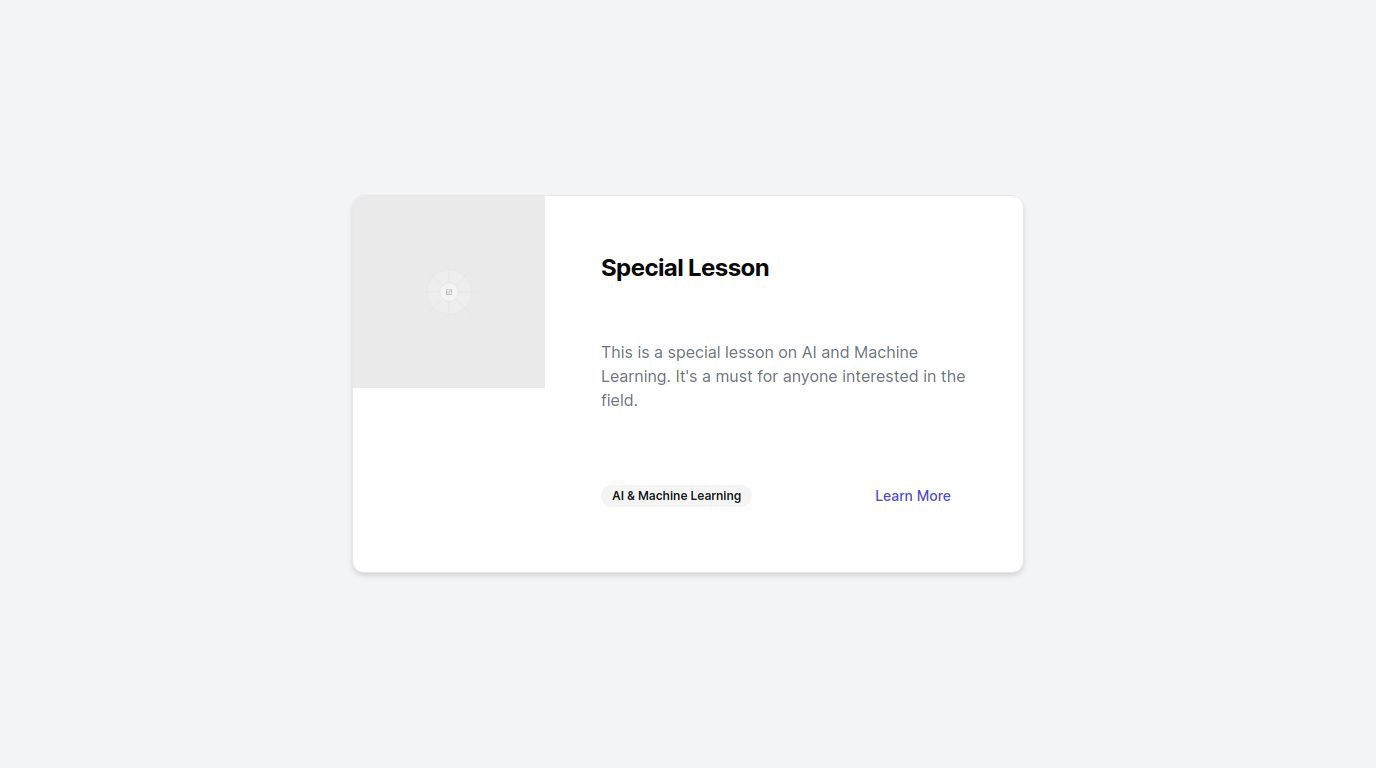 Special Lesson
This is a special lesson on AI and Machine
Learning. It's a must for anyone interested in the
field.
AI & Machine Learning
Learn More